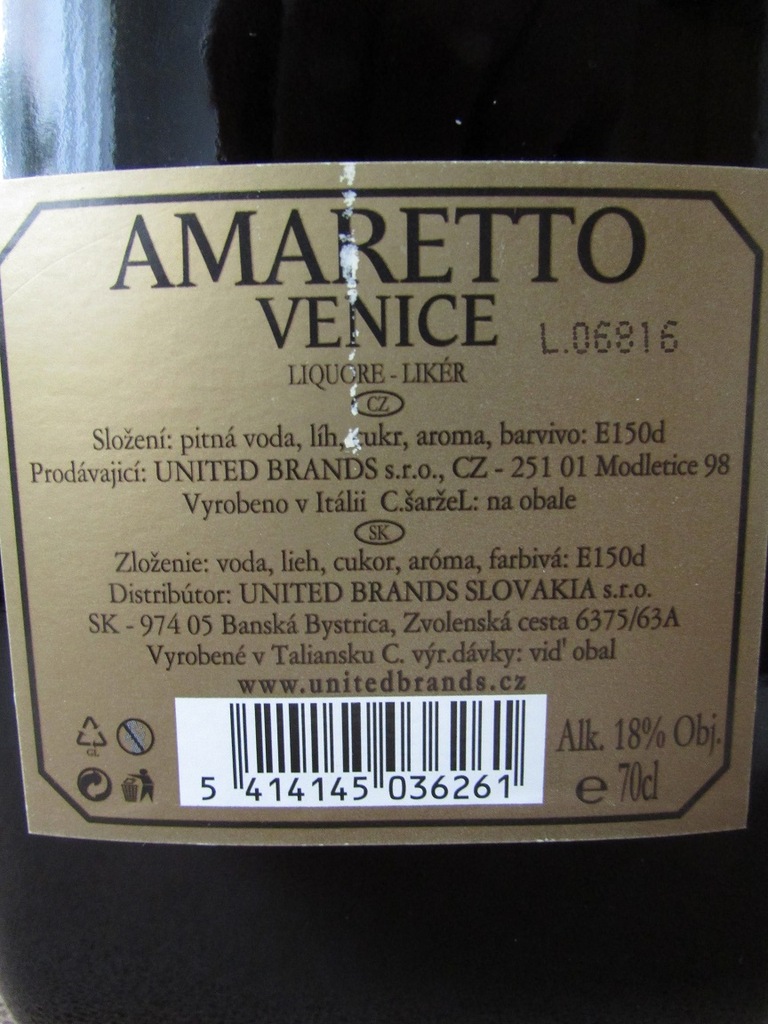 AMARETTO
VENICE
L.06816
LIQUORE - LIKÉR
CZ
Složení: pitná voda, líh, cukr, aroma, barvivo: E150d
Prodávajicí: UNITED BRANDS s.r.o., CZ - 251 01 Modletice 98
Vyrobeno v Itálii C.šaržeL: na obale
SK
Zloženie: voda, lieh, cukor, aróma, farbivá: E150d
Distribútor: UNITED BRANDS SLOVAKIA s.r.o.
SK - 974 05 Banská Bystrica, Zvolenská cesta 6375/63A
Vyrobené v Taliansku C. výr.dávky: vid' obal
www.unitedbrands.cz
GL
Alk. 18% Obj.
e 70cl
5 414145 036261